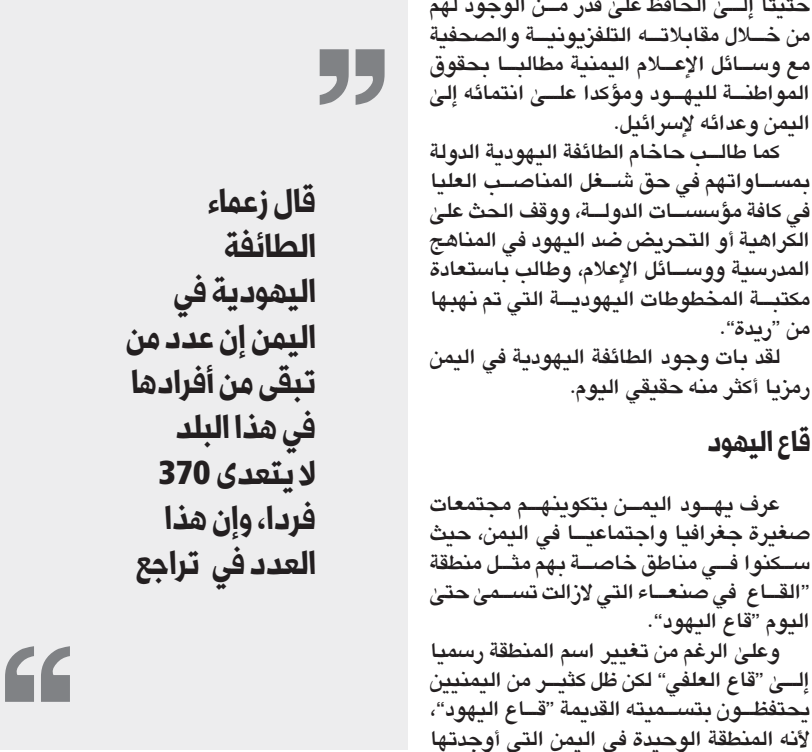 حثيثا إلى الحافظ على قدر من الوجود لهم
من خلال مقابلاته التلفزيونية والصحفية
مع وسائل الإعلام اليمنية مطالبا بحقوق
المواطنة لليهود ومؤكدا على انتمائه إلى
اليمن وعدائه لإسرائيل.
كما طالب حاخام الطائفة اليهودية الدولة
بمساواتهم في حق شغل المناصب العليا
في كافة مؤسسات الدولة، ووقف الحث على
الكراهية أو التحريض ضد اليهود في المناهج
المدرسية ووسائل الإعلام، وطالب باستعادة
مكتبة المخطوطات اليهودية التي تم نهبها
من ”ريدة“.
لقد بات وجود الطائفة اليهودية في اليمن
رمزيا أكثر منه حقيقي اليوم.
قاع اليهود
عرف يهود اليمن بتكوينهم مجتمعات
صغيرة جغرافيا واجتماعيا في اليمن، حيث
سكنوا في مناطق خاصة بهم مثل منطقة
”القاع في صنعاء التي لازالت تسمى حتى
اليوم ”قاع اليهود“.
وعلى الرغم من تغيير اسم المنطقة رسميا
إلى ”قاع العلفي“ لكن ظل كثير من اليمنيين
يحتفظون بتسميته القديمة ”قاع اليهود“،
لأنه المنطقة الوحيدة في اليمن التي أوجدتها
”
قال زعماء
الطائفة
اليهودية في
اليمن إن عدد من
تبقى من أفرادها
في هذا البلد
لا يتعدى 370
فردا، وإن هذا
العدد في تراجع
“